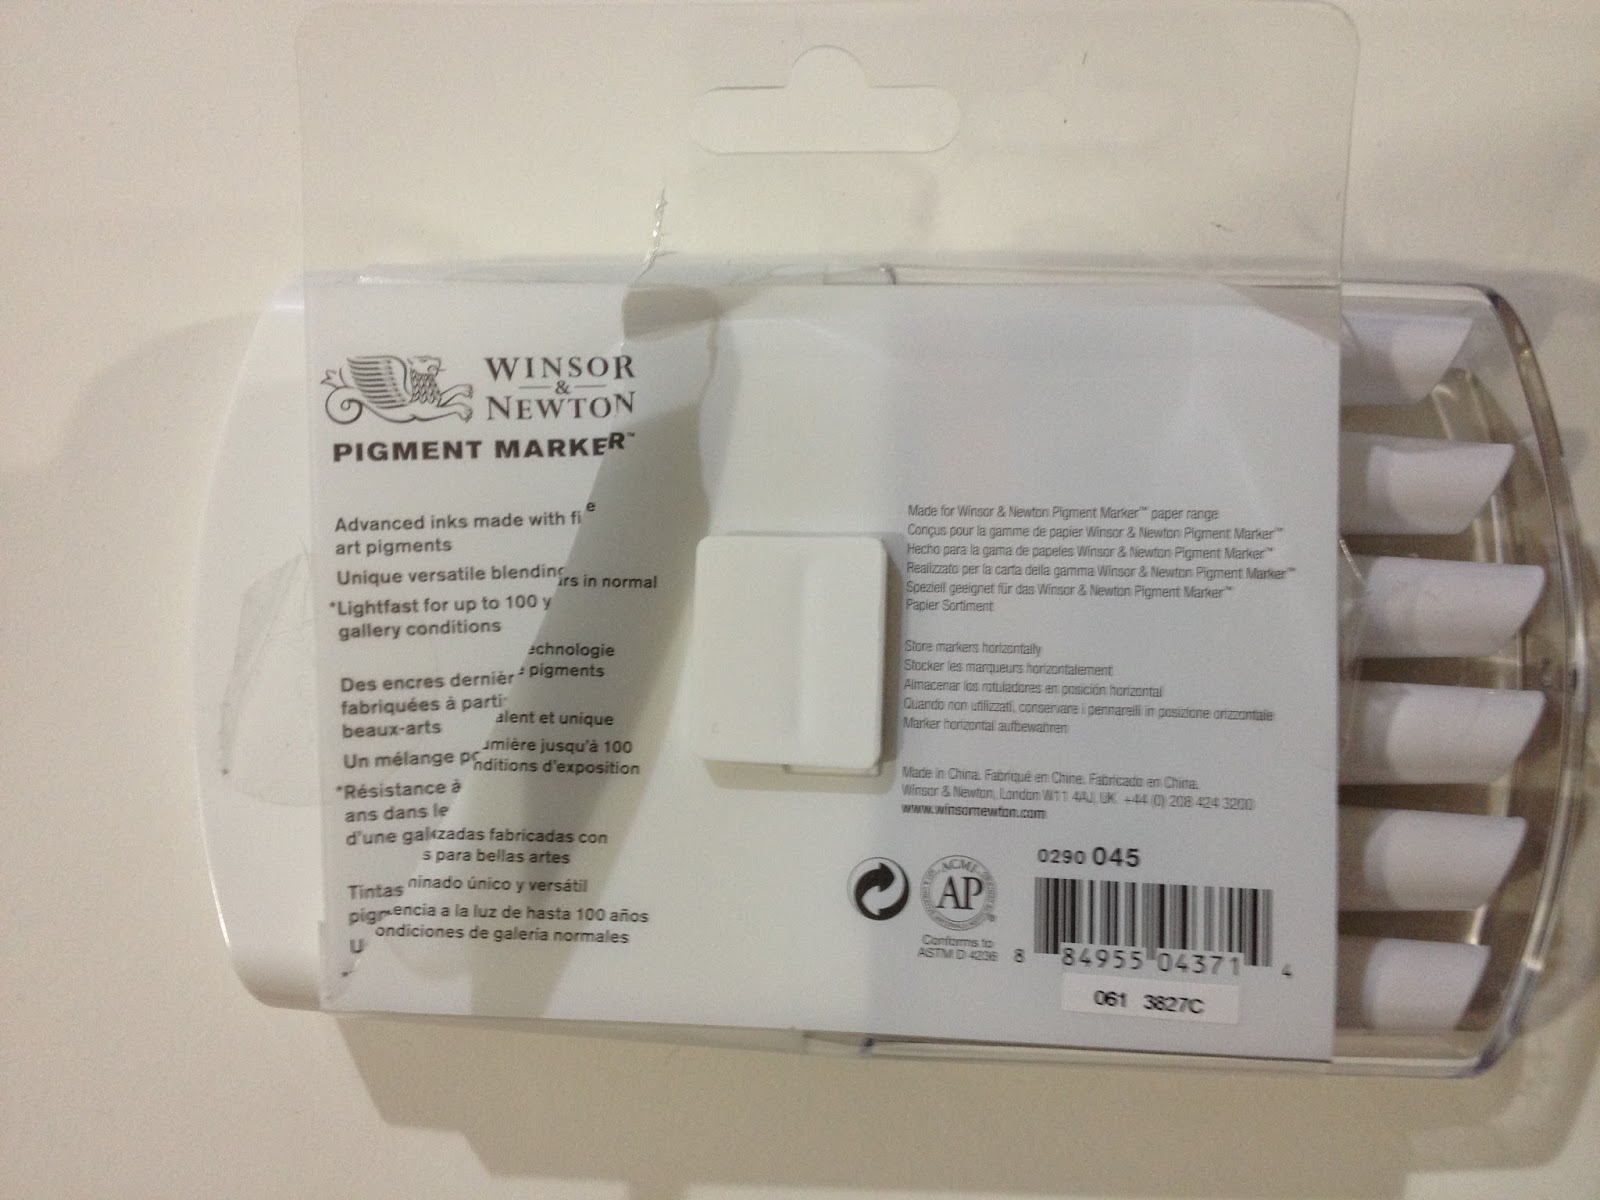 WINSOR
&
NEWTON
PIGMENT MARKER™
Advanced inks made with fi e
art pigments
Unique versatile blending
urs in normal
*Lightfast for up to 100 y
gallery conditions
echnologie
Des encres dernièr e pigments
fabriquées à parti
beaux-arts
alent et unique
Un mélange po umière jusqu'à 100
nditions d'exposition
*Résistance à
ans dans le
d'une gal zadas fabricadas con
s para bellas artes
Tintas ninado único y versátil
pigr encia a la luz de hasta 100 años
U ondiciones de galería normales
Made for Winsor & Newton Pigment Marker™ paper range
Conçus pour la gamme de papier Winsor & Newton Pigment Marker™
Hecho para la gama de papeles Winsor & Newton Pigment Marker™
Realizzato per la carta della gamma Winsor & Newton Pigment Marker™
Speziell geeignet für das Winsor & Newton Pigment Marker™
Papier Sortiment
Store markers horizontally
Stocker les marqueurs horizontalement
Almacenar los rotuladores en posición horizontal
Quando non utilizzati, conservare i pennarelli in posizione orizzontale
Marker horizontal aufbewahren
Made in China. Fabriqué en Chine. Fabricado en China.
Winsor & Newton, London W11 4AJ, UK. +44 (0) 208 424 3200
www.winsornewton.com
ACMI
AP
Conforms to
ASTM D 4236
0290 045
8 84955 04371 4
061 3827C